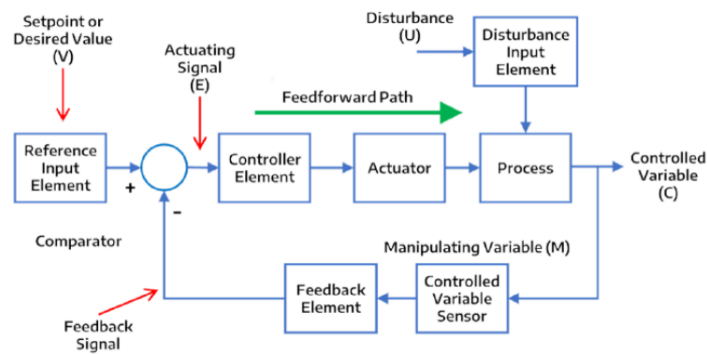 Setpoint or
Desired Value
(V)
Actuating
Signal
(E)
Disturbance
(U)
Disturbance
Input
Element
Feedforward Path
Reference
Input
Element
+
−
Controller
Element
Actuator
Process
Controlled
Variable
(C)
Comparator
Manipulating Variable (M)
Feedback
Element
Controlled
Variable
Sensor
Feedback
Signal